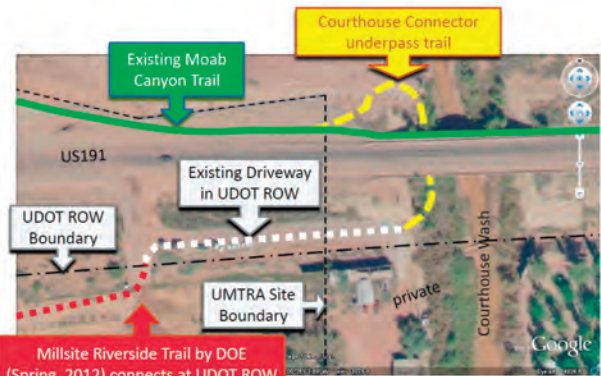 Courthouse Connector
underpass trail
Existing Moab
Canyon Trail
US191
Existing Driveway
in UDOT ROW
UDOT ROW
Boundary
UMTRA Site
Boundary
private
Courthouse Wash
Millsite Riverside Trail by DOE
(Spring, 2012) connects at UDOT ROW
Google